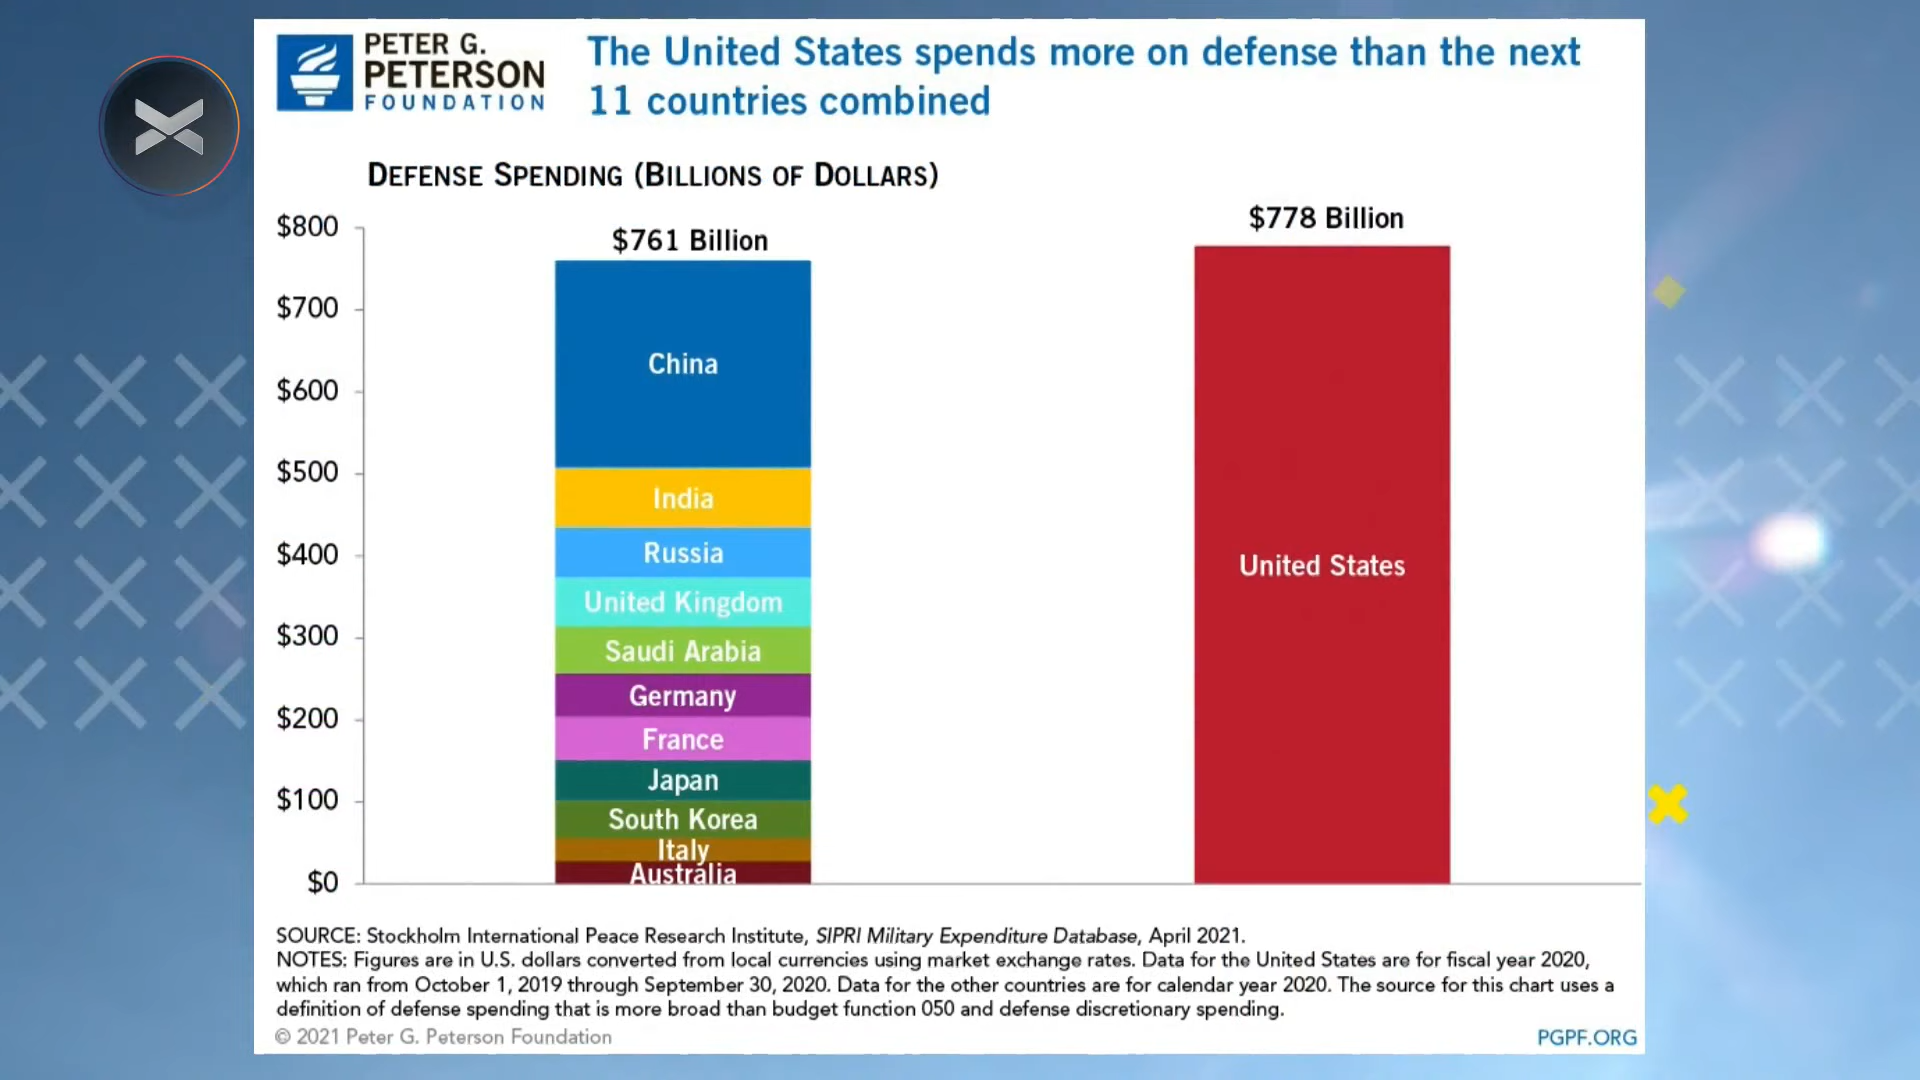 PETER G.
PETERSON
FOUNDATION
The United States spends more on defense than the next
11 countries combined
DEFENSE SPENDING (BILLIONS OF DOLLARS)
$800
$700
$600
$500
$400
$300
$200
$100
$0
$761 Billion
China
India
Russia
United Kingdom
Saudi Arabia
Germany
France
Japan
South Korea
Italy
Australia
$778 Billion
United States
SOURCE: Stockholm International Peace Research Institute, SIPRI Military Expenditure Database, April 2021.
NOTES: Figures are in U.S. dollars converted from local currencies using market exchange rates. Data for the United States are for fiscal year 2020,
which ran from October 1, 2019 through September 30, 2020. Data for the other countries are for calendar year 2020. The source for this chart uses a
definition of defense spending that is more broad than budget function 050 and defense discretionary spending.
© 2021 Peter G. Peterson Foundation
PGPF.ORG